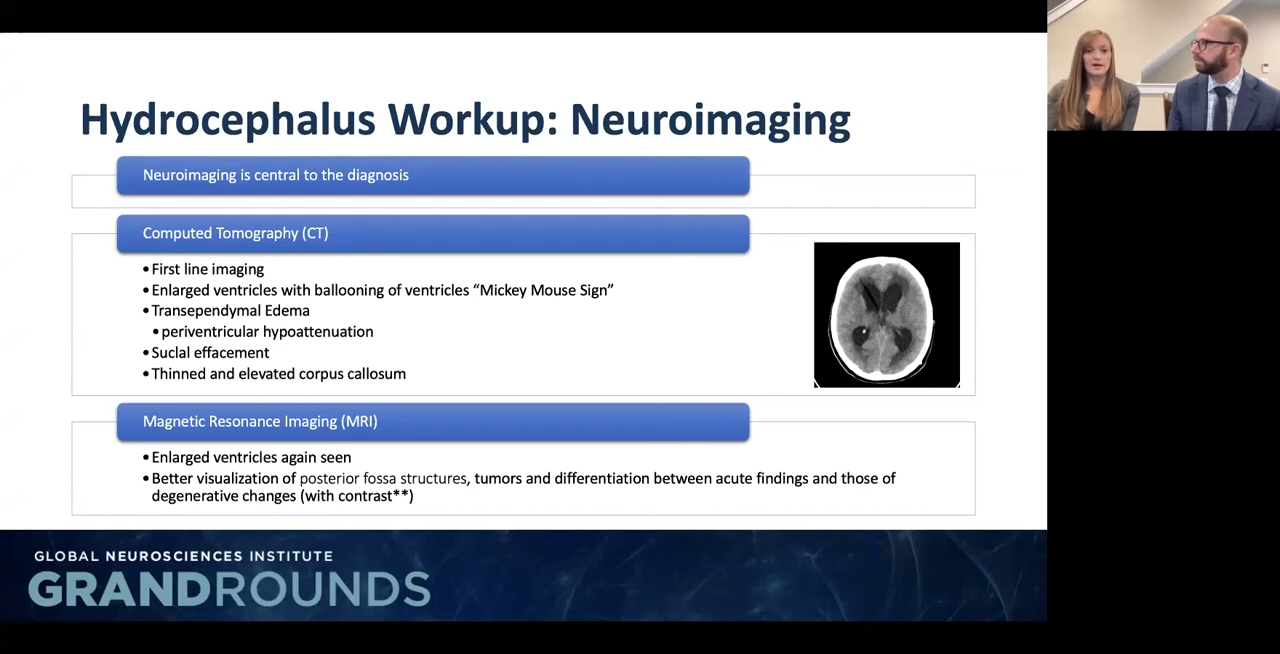 Hydrocephalus Workup: Neuroimaging
Neuroimaging is central to the diagnosis
Computed Tomography (CT)
•First line imaging
•Enlarged ventricles with ballooning of ventricles “Mickey Mouse Sign”
•Transependymal Edema
•periventricular hypoattenuation
•Suclal effacement
•Thinned and elevated corpus callosum
Magnetic Resonance Imaging (MRI)
•Enlarged ventricles again seen
•Better visualization of posterior fossa structures, tumors and differentiation between acute findings and those of
degenerative changes (with contrast**)
GLOBAL NEUROSCIENCES INSTITUTE
GRANDROUNDS